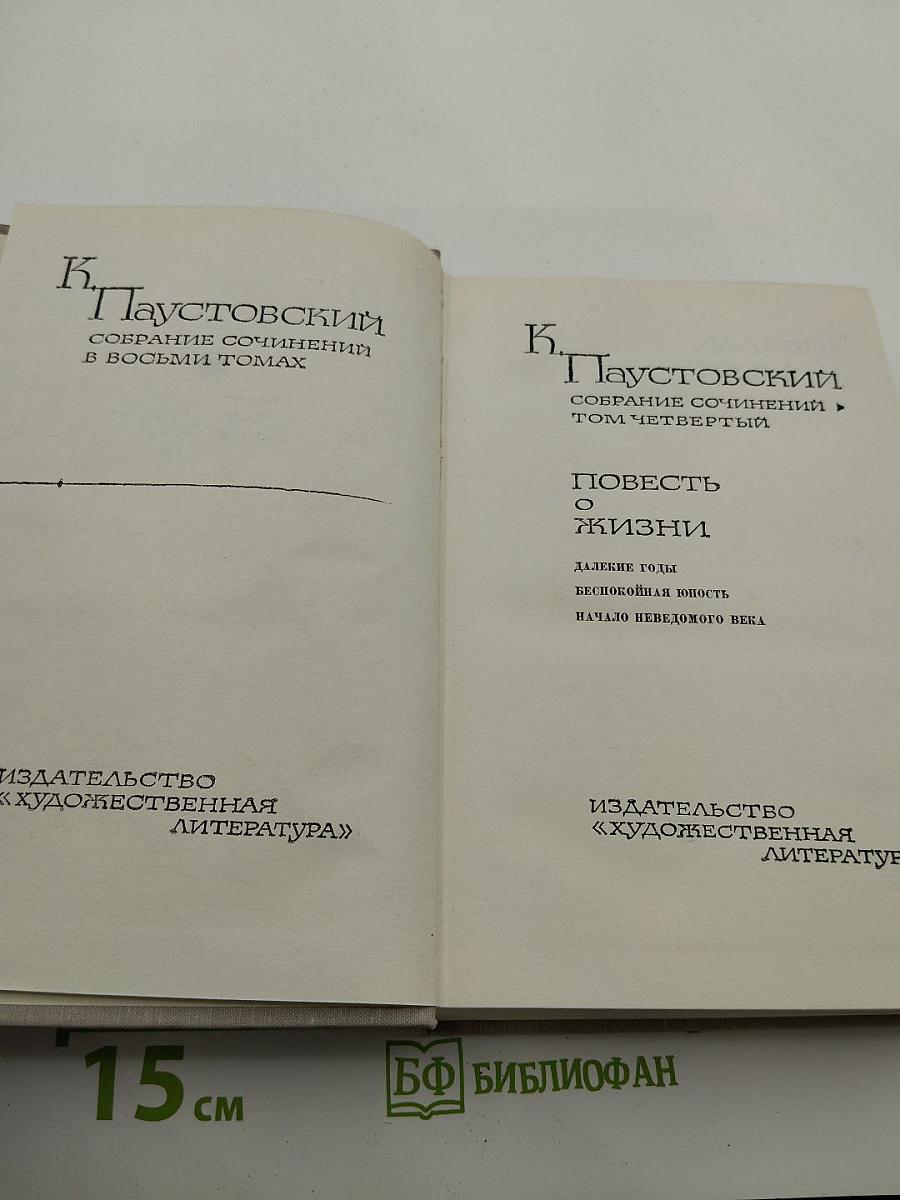 К. Паустовский
СОБРАНИЕ СОЧИНЕНИЙ
В ВОСЬМИ ТОМАХ
ИЗДАТЕЛЬСТВО
«ХУДОЖЕСТВЕННАЯ
ЛИТЕРАТУРА»
К. Паустовский
СОБРАНИЕ СОЧИНЕНИЙ
ТОМ ЧЕТВЕРТЫЙ
ПОВЕСТЬ
О
ЖИЗНИ
ДАЛЕКИЕ ГОДЫ
БЕСПОКОЙНАЯ ЮНОСТЬ
НАЧАЛО НЕВЕДОМОГО ВЕКА
ИЗДАТЕЛЬСТВО
«ХУДОЖЕСТВЕННАЯ
ЛИТЕРАТУР
15 см
БФ БИБЛИОФАН